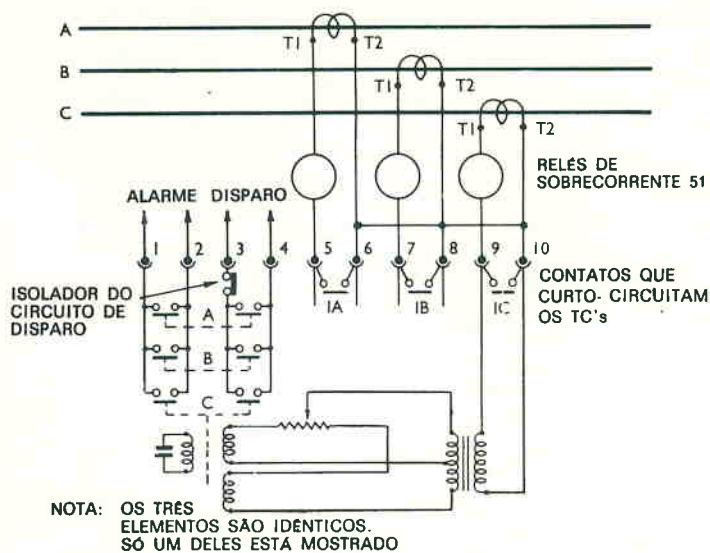 A
B
C
T1 T2
T1 T2
T1 T2
RELÉS DE
SOBRECORRENTE 51
ALARME DISPARO
1 2 3 4 5 6 7 8 9 10
ISOLADOR DO
CIRCUITO DE
DISPARO
A
B
C
IA IB IC
CONTATOS QUE
CURTO- CIRCUITAM
OS TC's
NOTA: OS TRÊS
ELEMENTOS SÃO IDÊNTICOS.
SÓ UM DELES ESTÁ MOSTRADO